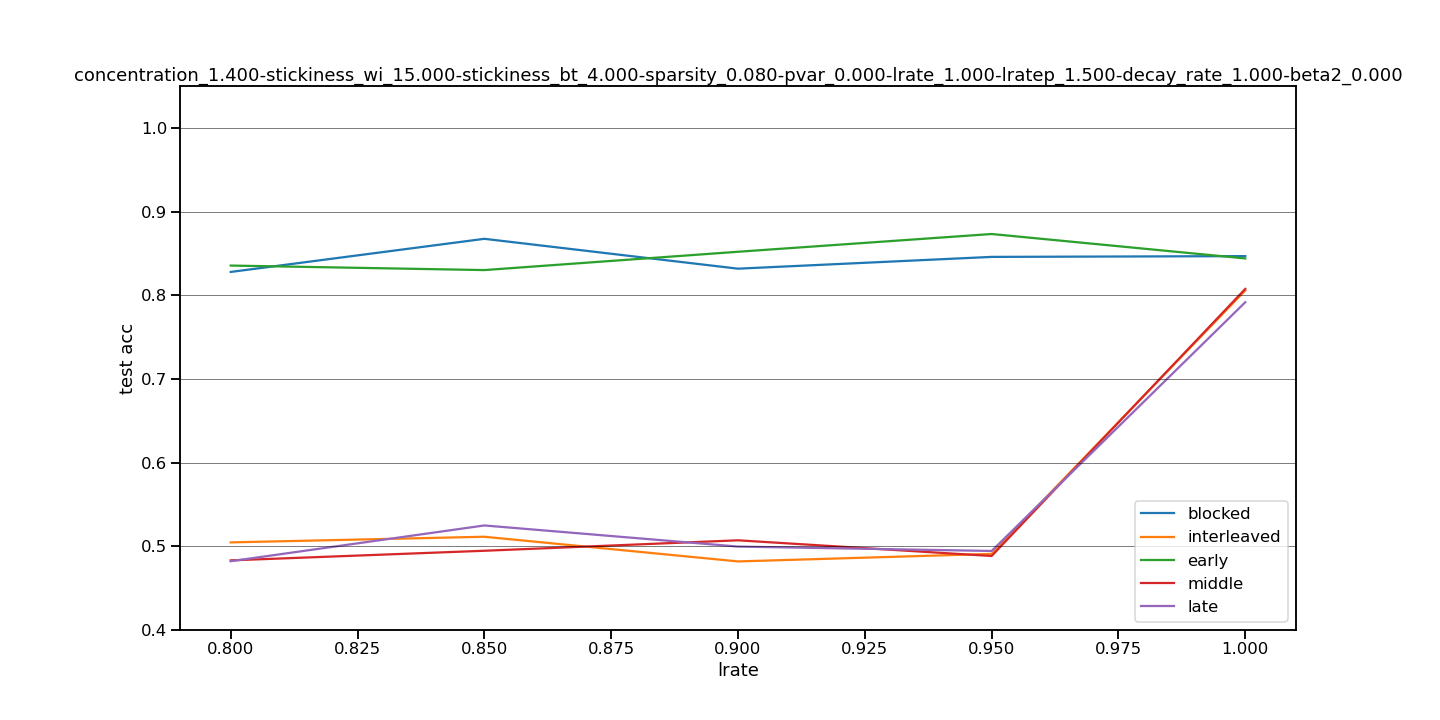 concentration_1.400-stickiness_wi_15.000-stickiness_bt_4.000-sparsity_0.080-pvar_0.000-lrate_1.000-lratep_1.500-decay_rate_1.000-beta2_0.000
1.0
0.9
0.8
0.7
0.6
0.5
0.4
test acc
blocked
interleaved
early
middle
late
0.800 0.825 0.850 0.875 0.900 0.925 0.950 0.975 1.000
lrate